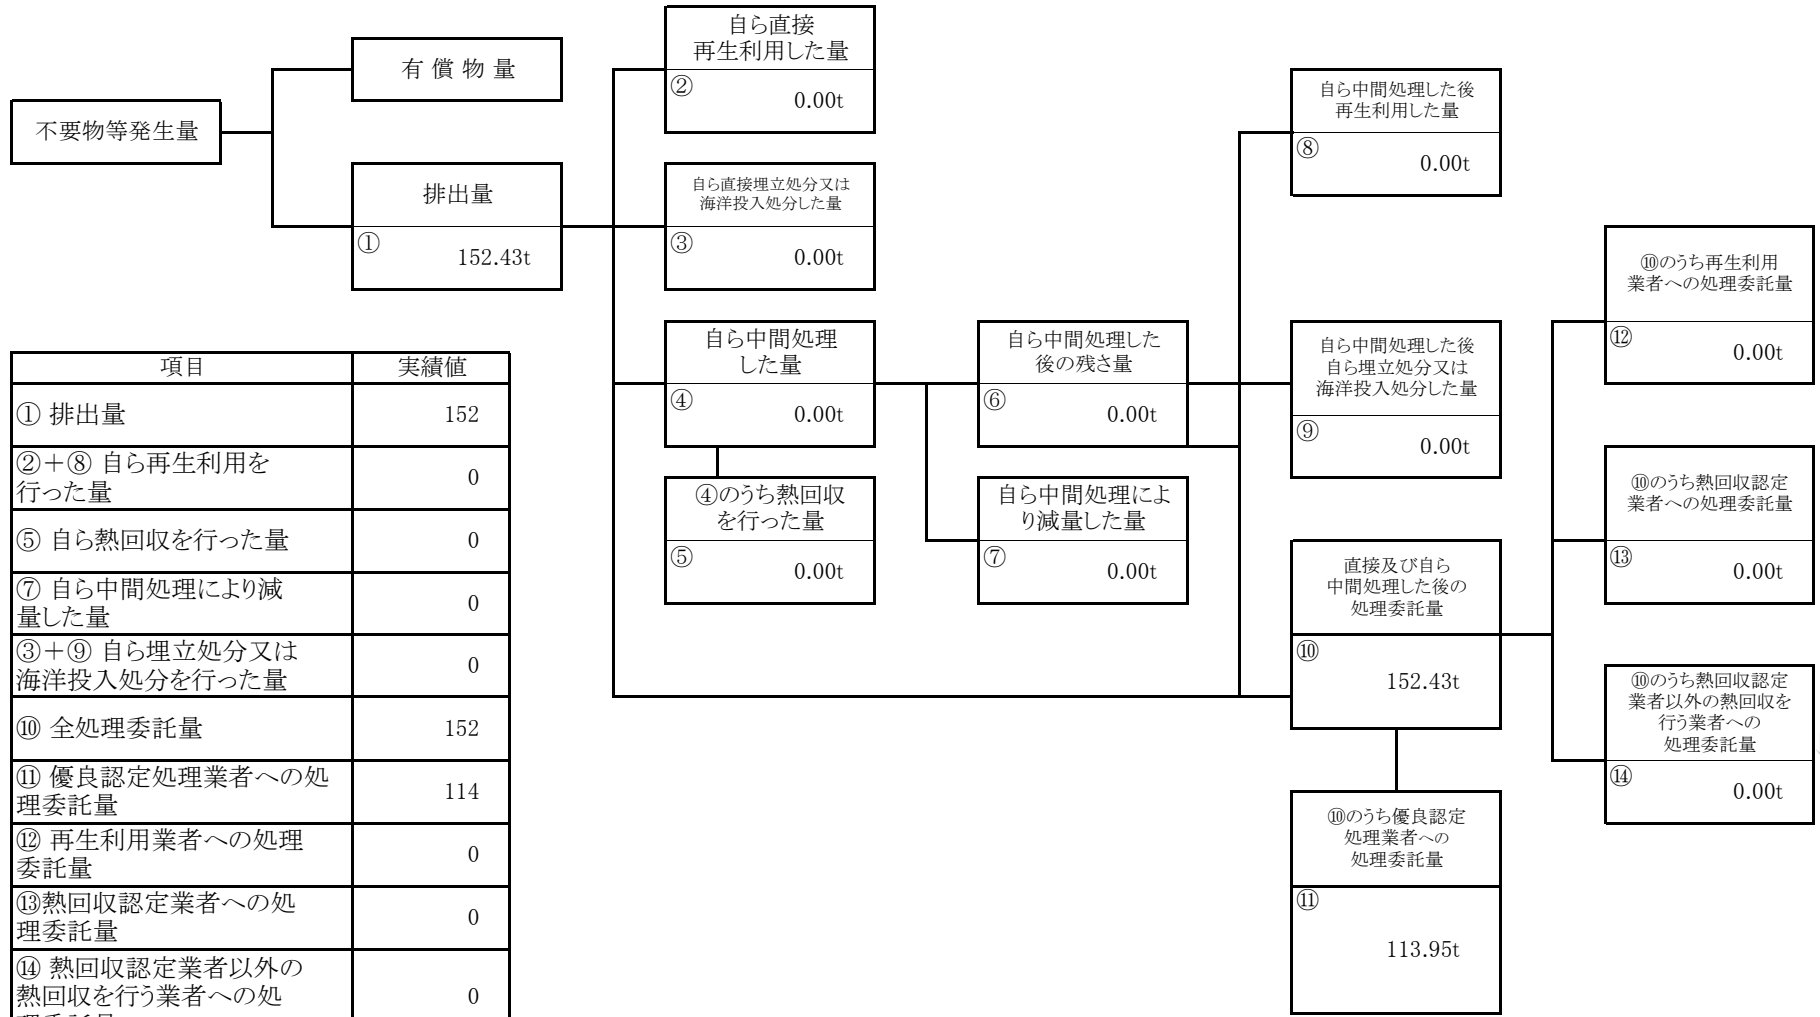 不要物等発生量
有 償 物 量
排出量
①
152.43t
自ら直接
再生利用した量
②
0.00t
自ら直接埋立処分又は
海洋投入処分した量
③
0.00t
自ら中間処理
した量
④
0.00t
④のうち熱回収
を行った量
⑤
0.00t
自ら中間処理した
後の残さ量
⑥
0.00t
自ら中間処理によ
り減量した量
⑦
0.00t
自ら中間処理した後
再生利用した量
⑧
0.00t
自ら中間処理した後
自ら埋立処分又は
海洋投入処分した量
⑨
0.00t
直接及び自ら
中間処理した後の
処理委託量
⑩
152.43t
⑩のうち優良認定
処理業者への
処理委託量
⑪
113.95t
⑩のうち再生利用
業者への処理委託量
⑫
0.00t
⑩のうち熱回収認定
業者への処理委託量
⑬
0.00t
⑩のうち熱回収認定
業者以外の熱回収を
行う業者への
処理委託量
⑭
0.00t
項目 実績値
① 排出量 152
②+⑧ 自ら再生利用を
行った量 0
⑤ 自ら熱回収を行った量 0
⑦ 自ら中間処理により減
量した量 0
③+⑨ 自ら埋立処分又は
海洋投入処分を行った量 0
⑩ 全処理委託量 152
⑪ 優良認定処理業者への処
理委託量 114
⑫ 再生利用業者への処理
委託量 0
⑬熱回収認定業者への処
理委託量 0
⑭ 熱回収認定業者以外の
熱回収を行う業者への処 0